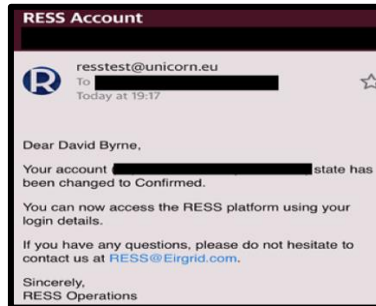 RESS Account
R
resstest@unicorn.eu
To
Today at 19:17
Dear David Byrne,
Your account ( state has
been changed to Confirmed.
You can now access the RESS platform using your
login details.
If you have any questions, please do not hesitate to
contact us at RESS@Eirgrid.com.
Sincerely,
RESS Operations